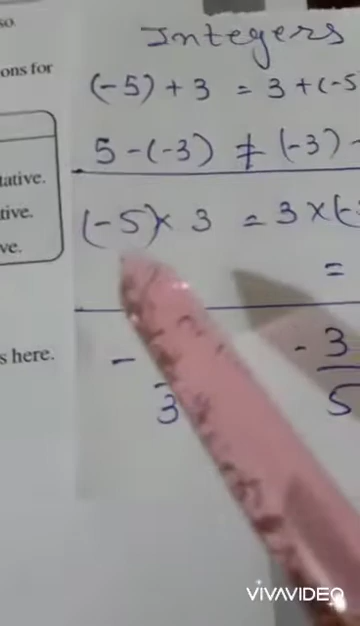 so
ons for
tative.
tive.
ve.
s here.
Integers
(-5) + 3 = 3 + (-5
5 - (-3) ≠ (-3) -
(-5) × 3 = 3 × (-
=
-
3
- 3
5
VIVAVIDEO